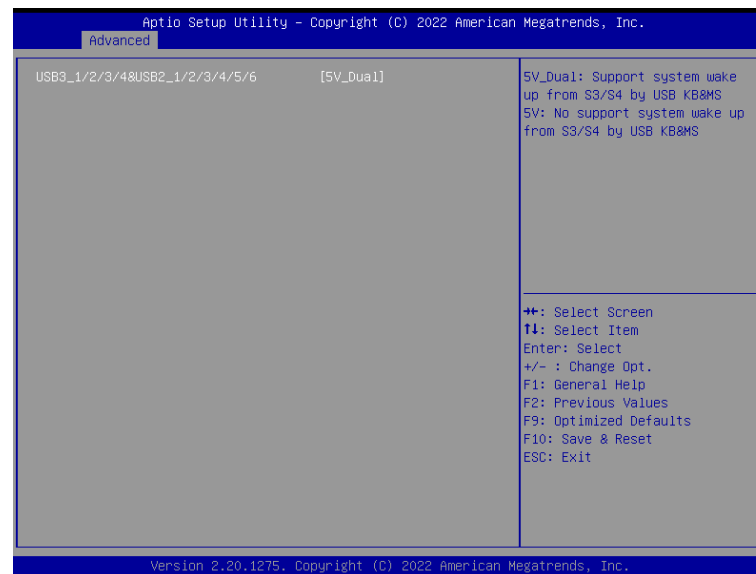 Aptio Setup Utility – Copyright (C) 2022 American Megatrends, Inc.
Advanced
USB3_1/2/3/4&USB2_1/2/3/4/5/6 [5V_Dual]
5V_Dual: Support system wake
up from S3/S4 by USB KB&MS
5V: No support system wake up
from S3/S4 by USB KB&MS
→←: Select Screen
↑↓: Select Item
Enter: Select
+/- : Change Opt.
F1: General Help
F2: Previous Values
F9: Optimized Defaults
F10: Save & Reset
ESC: Exit
Version 2.20.1275. Copyright (C) 2022 American Megatrends, Inc.